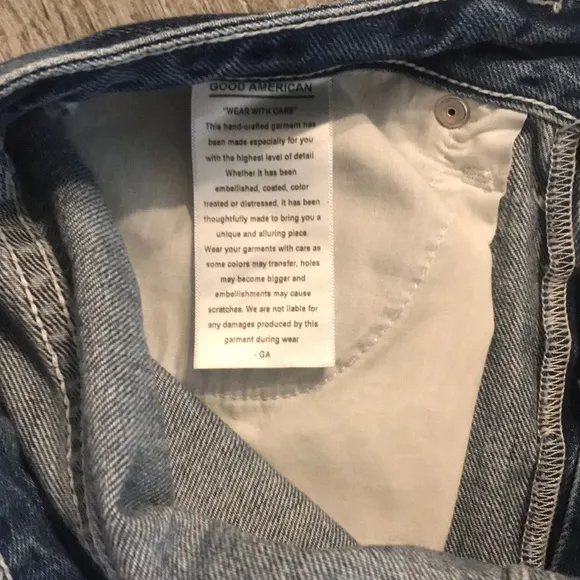 GOOD AMERICAN
"WEAR WITH CARE"
This hand-crafted garment has
been made especially for you
with the highest level of detail
Whether it has been
embellished, coated, color
treated or distressed, it has been
thoughtfully made to bring you a
unique and alluring piece.
Wear your garments with care as
some colors may transfer, holes
may become bigger and
embellishments may cause
scratches. We are not liable for
any damages produced by this
garment during wear
- GA